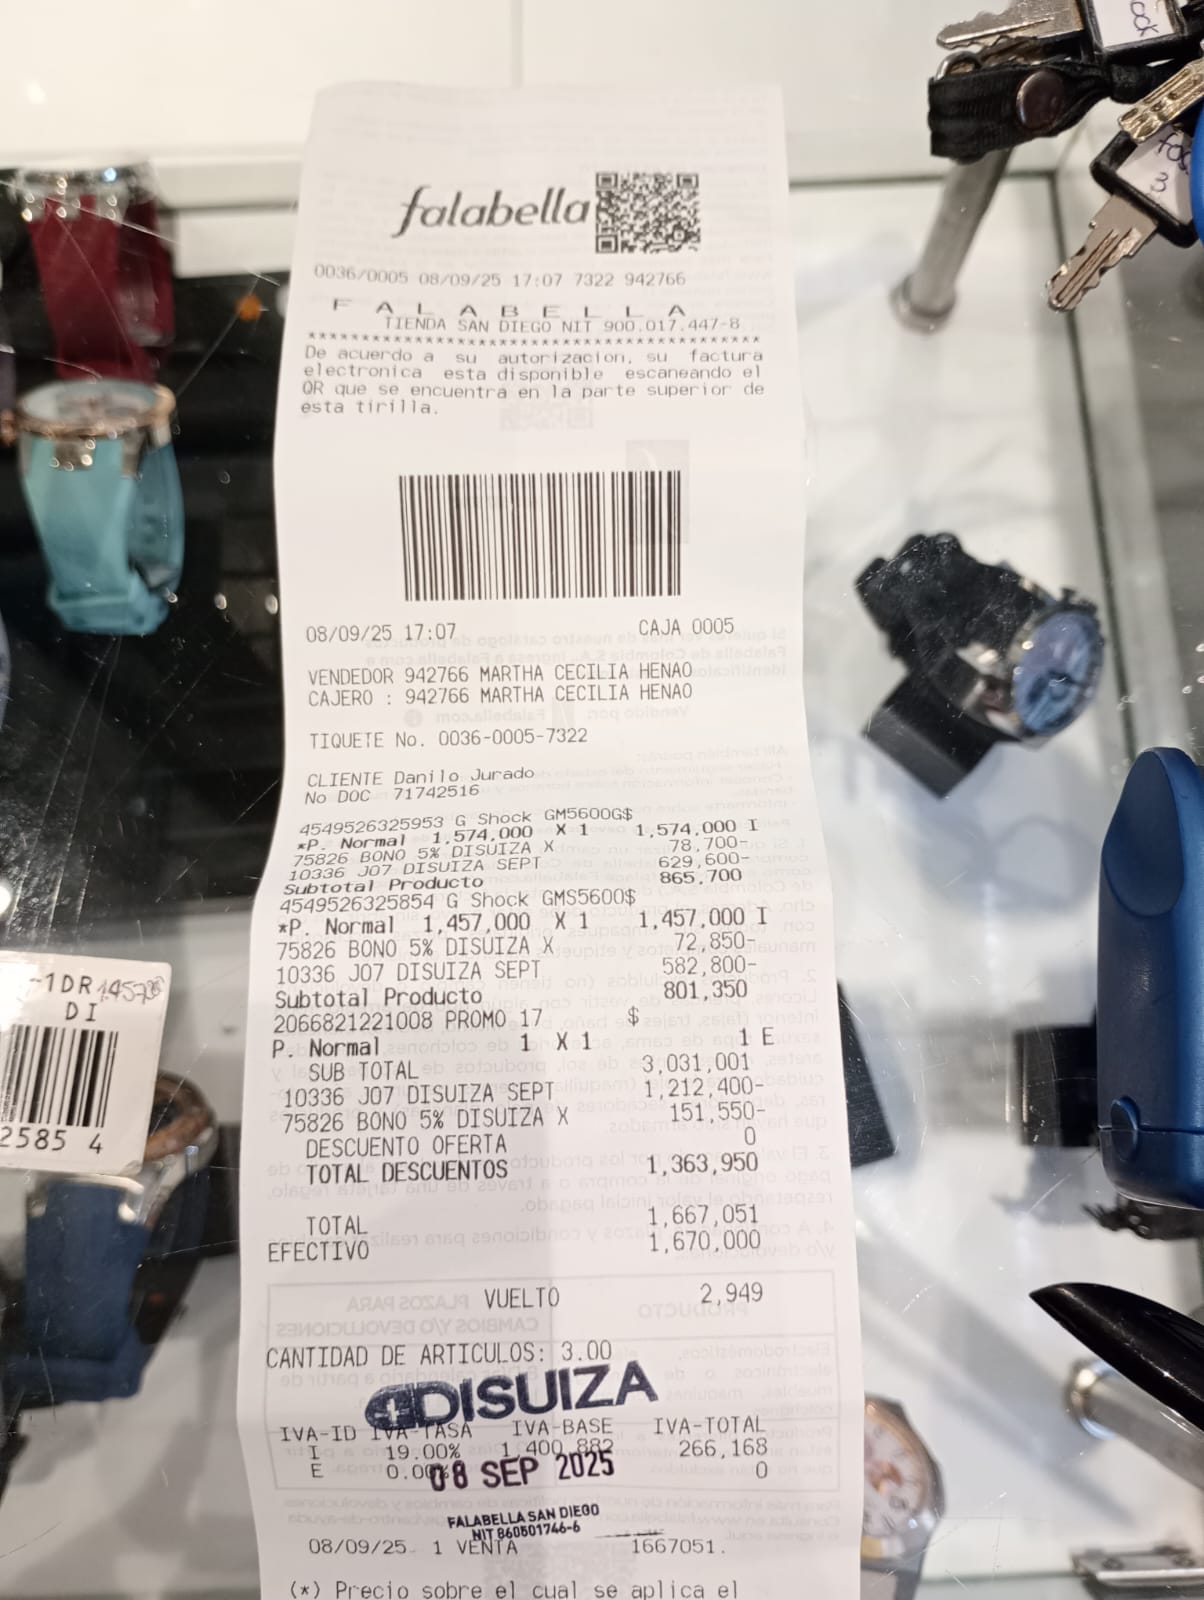 falabella
0036/0005 08/09/25 17:07 7322 942766
F A L A B E L L A
TIENDA SAN DIEGO NIT 900.017.447-8
****************************************************
De acuerdo a su autorizacion, su factura
electronica esta disponible escaneando el
QR que se encuentra en la parte superior de
esta tirilla.
08/09/25 17:07 CAJA 0005
VENDEDOR 942766 MARTHA CECILIA HENAO
CAJERO : 942766 MARTHA CECILIA HENAO
TIQUETE No. 0036-0005-7322
CLIENTE Danilo Jurado
No DOC 71742516
4549526325953 G Shock GM5600G$
*P. Normal 1,574,000 X 1 1,574,000 I
75826 BONO 5% DISUIZA X 78,700-
10336 J07 DISUIZA SEPT 629,600-
Subtotal Producto 865,700
4549526325854 G Shock GMS5600$
*P. Normal 1,457,000 X 1 1,457,000 I
75826 BONO 5% DISUIZA X 72,850-
10336 J07 DISUIZA SEPT 582,800-
Subtotal Producto 801,350
2066821221008 PROMO 17 $
P. Normal 1 X 1 1 E
SUB TOTAL 3,031,001
10336 J07 DISUIZA SEPT 1,212,400-
75826 BONO 5% DISUIZA X 151,550-
DESCUENTO OFERTA 0
TOTAL DESCUENTOS 1,363,950
TOTAL 1,667,051
EFECTIVO 1,670,000
VUELTO 2,949
CANTIDAD DE ARTICULOS: 3.00
DISUIZA
IVA-ID IVA-TASA IVA-BASE IVA-TOTAL
I 19.00% 1,400,882 266,168
E 0.00% 0
08 SEP 2025
FALABELLA SAN DIEGO
NIT 860501746-6
08/09/25 1 VENTA 1667051.
(*) Precio sobre el cual se aplica el
-1DR
DI
2585 4
3